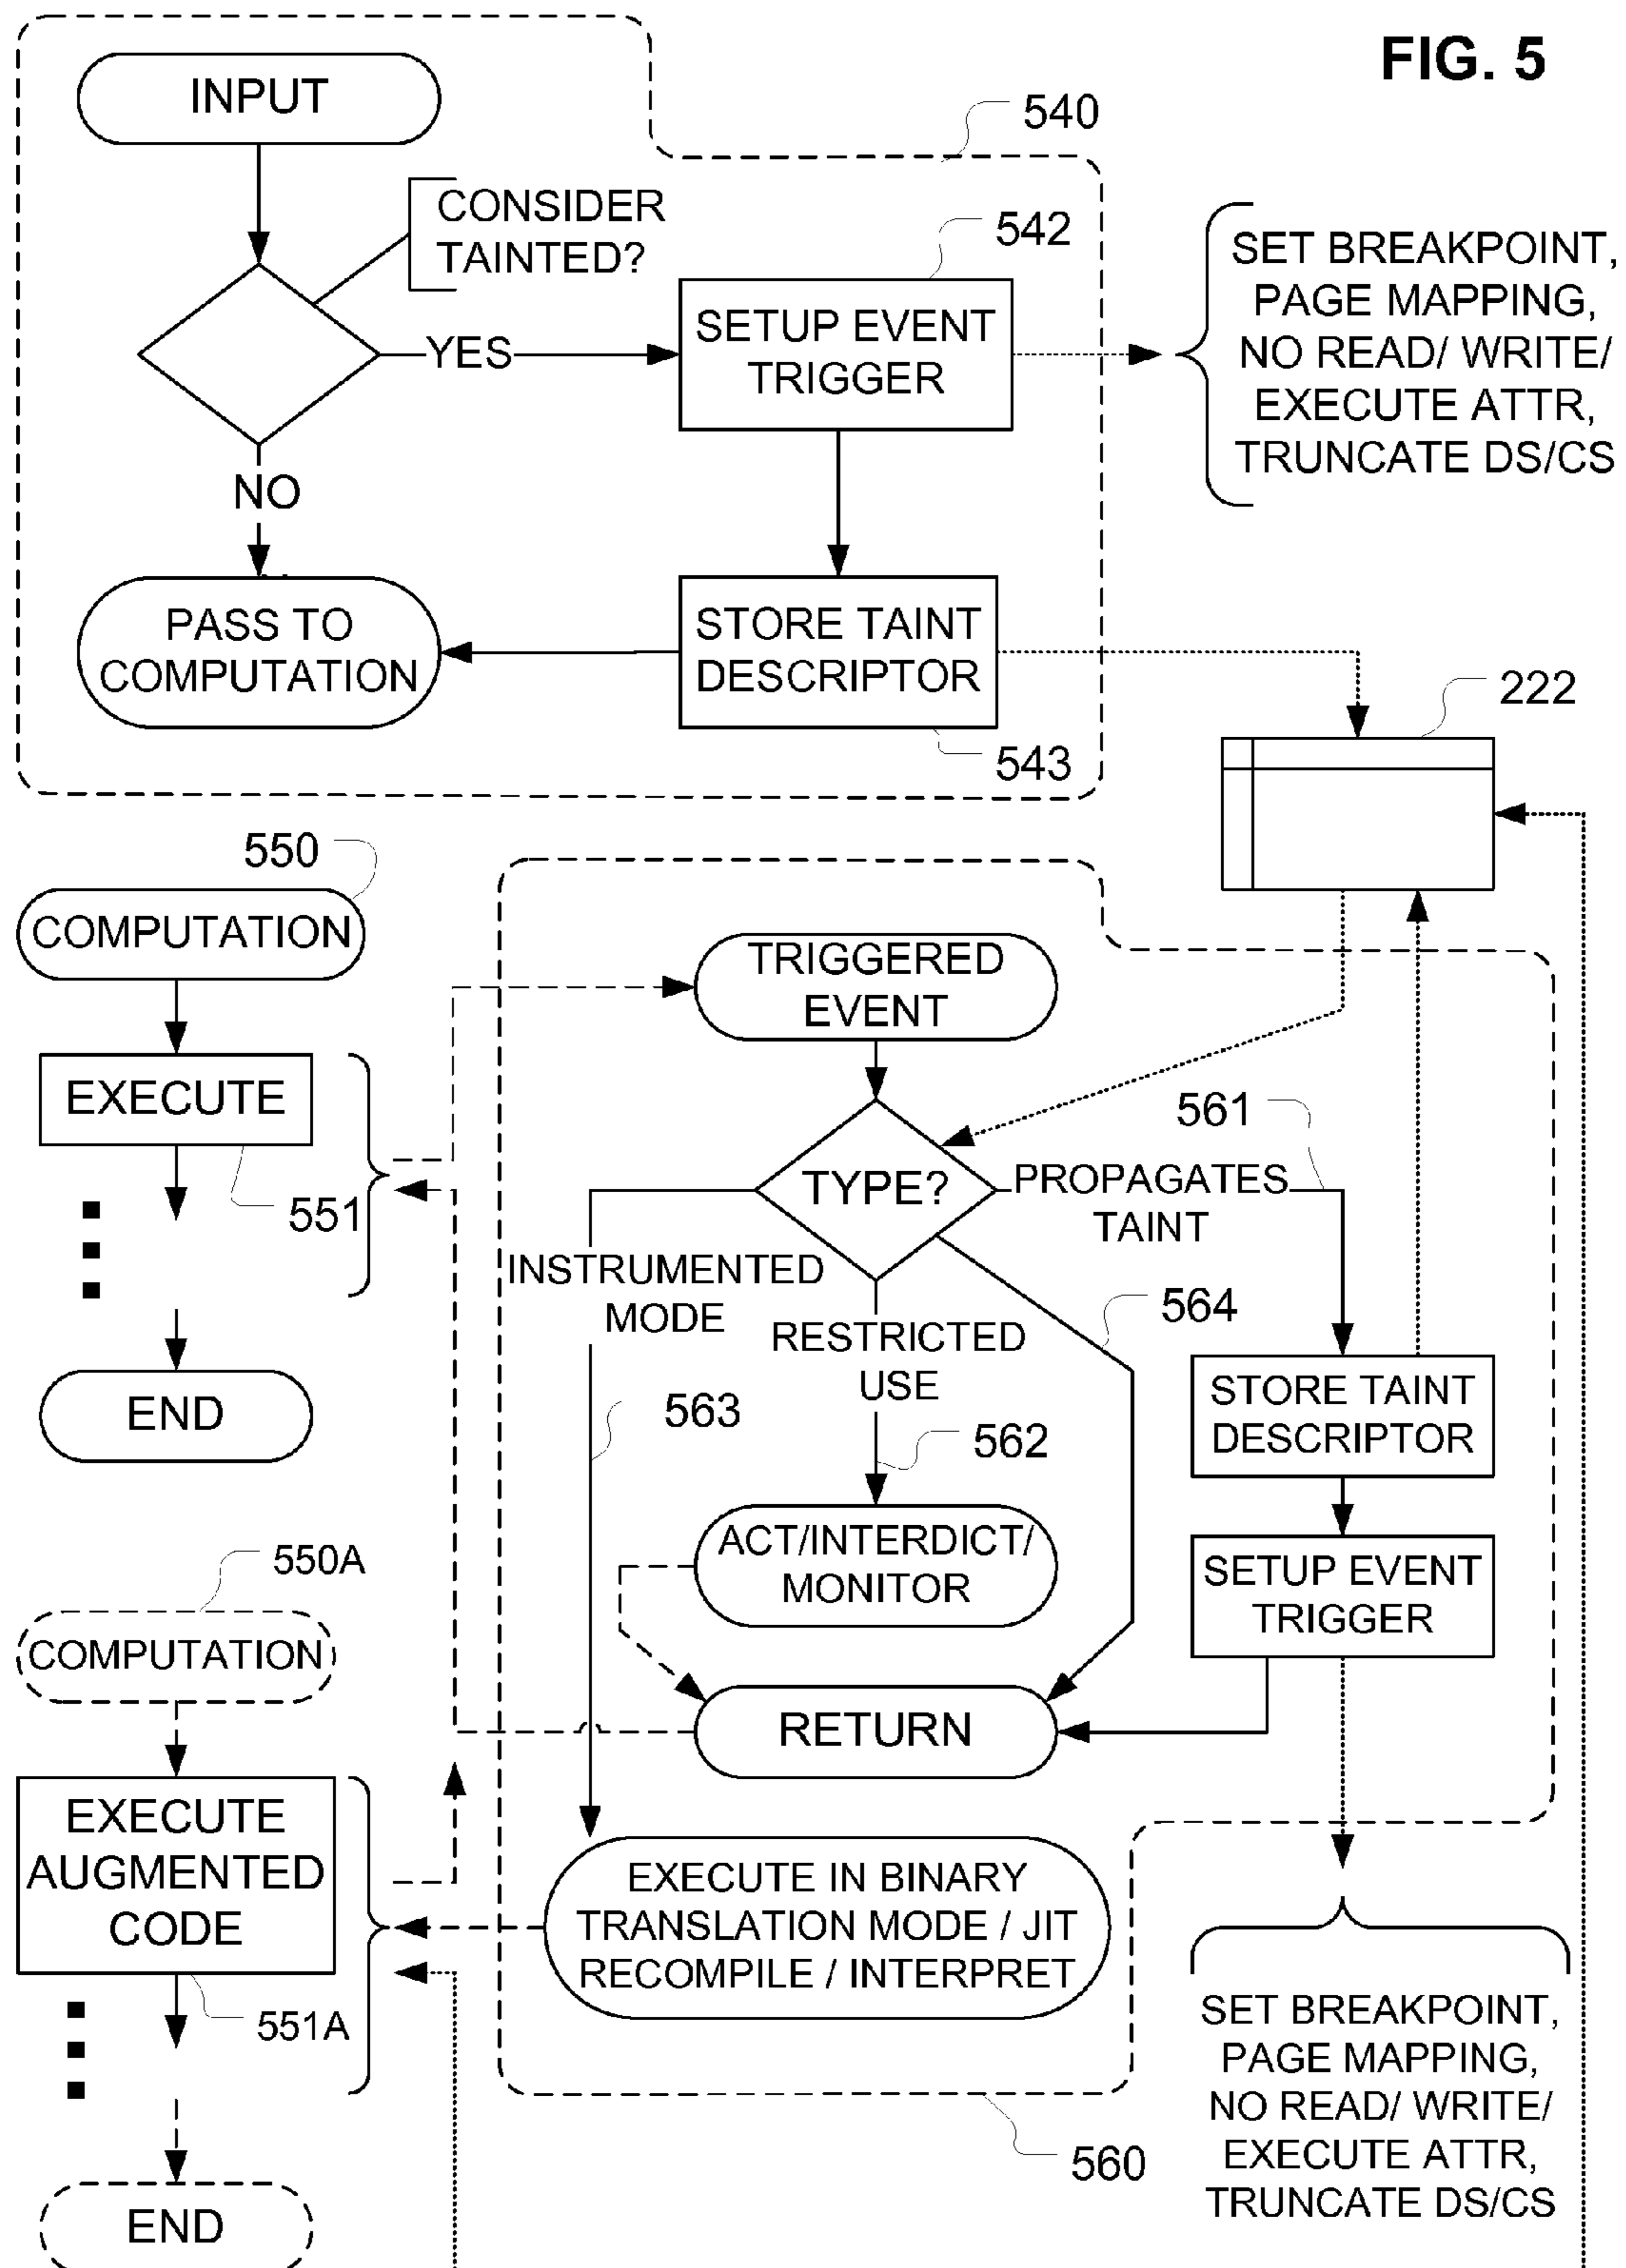 FIG. 5
INPUT
540
CONSIDER
TAINTED?
542
SET BREAKPOINT,
PAGE MAPPING,
NO READ/ WRITE/
EXECUTE ATTR,
TRUNCATE DS/CS
SETUP EVENT
TRIGGER
YES
NO
PASS TO
COMPUTATION
STORE TAINT
DESCRIPTOR
543
222
550
COMPUTATION
TRIGGERED
EVENT
EXECUTE
551
561
TYPE?
PROPAGATES
TAINT
INSTRUMENTED
MODE
RESTRICTED
USE
564
END
563
562
STORE TAINT
DESCRIPTOR
ACT/INTERDICT/
MONITOR
SETUP EVENT
TRIGGER
550A
COMPUTATION
RETURN
EXECUTE
AUGMENTED
CODE
EXECUTE IN BINARY
TRANSLATION MODE / JIT
RECOMPILE / INTERPRET
551A
SET BREAKPOINT,
PAGE MAPPING,
NO READ/ WRITE/
EXECUTE ATTR,
TRUNCATE DS/CS
560
END